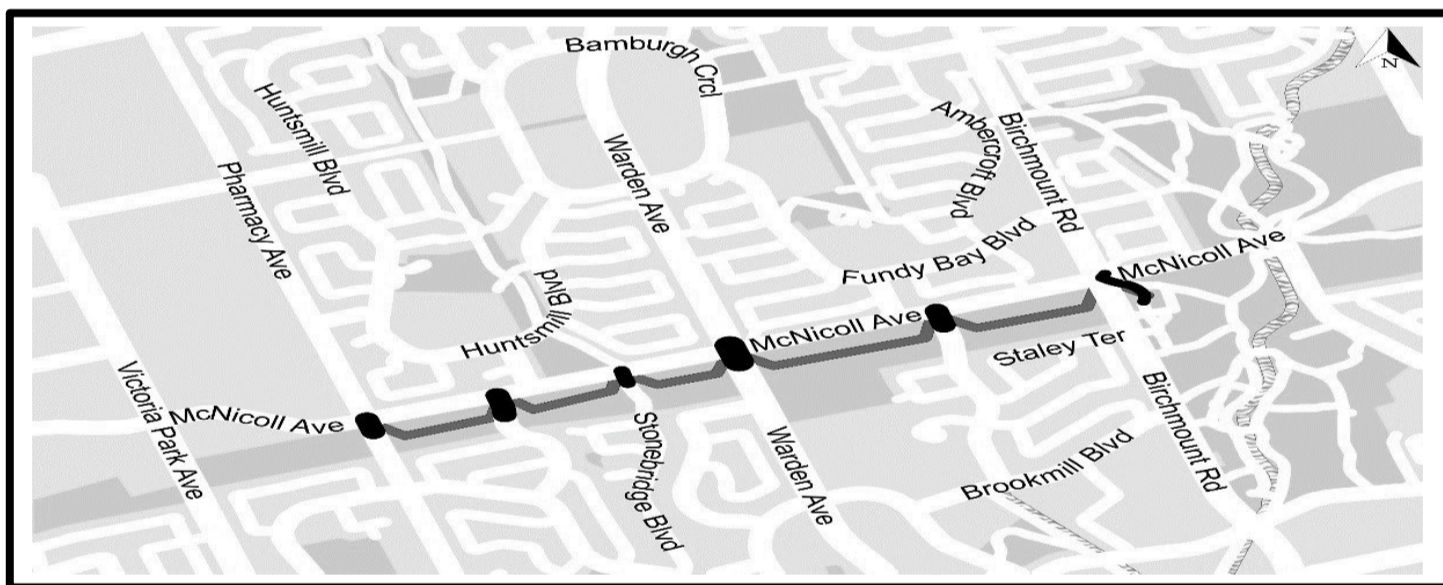 Bamburgh Crcl
N
Huntsmill Blvd
Ambercroft Blvd
Birchmount Rd
Pharmacy Ave
Warden Ave
Fundy Bay Blvd
McNicoll Ave
Huntsmill Blvd
McNicoll Ave
Staley Ter
Victoria Park Ave
McNicoll Ave
Stonebridge Blvd
Warden Ave
Brookmill Blvd
Birchmount Rd